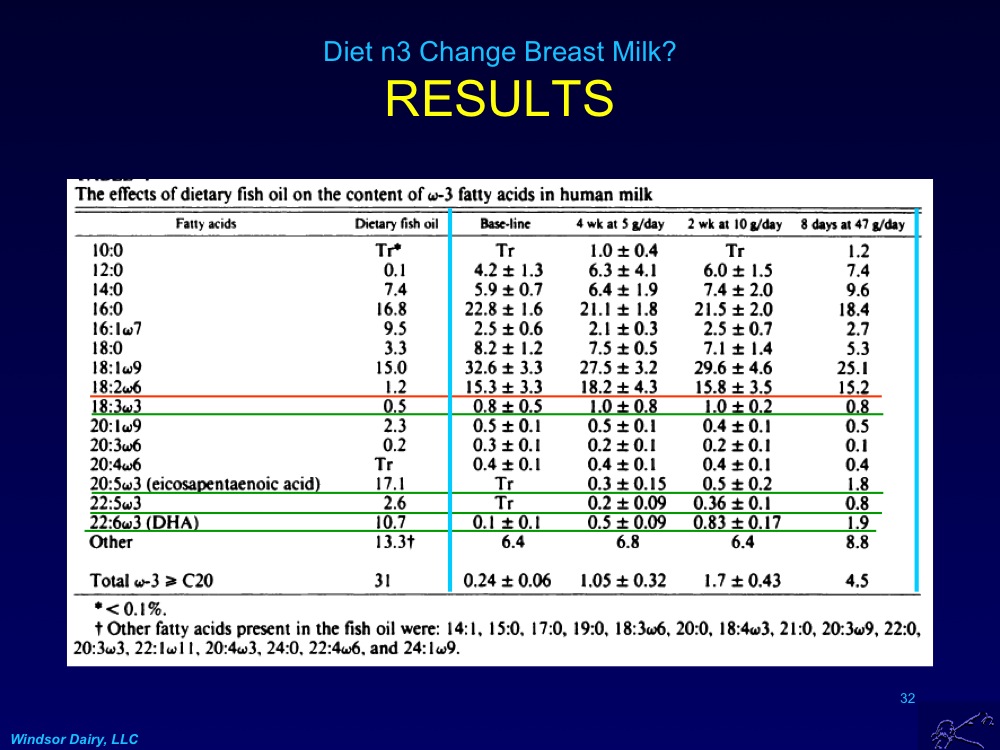 Diet n3 Change Breast Milk?
RESULTS
The effects of dietary fish oil on the content of ω-3 fatty acids in human milk
Fatty acids Dietary fish oil Base-line 4 wk at 5 g/day 2 wk at 10 g/day 8 days at 47 g/day
10:0 Tr* Tr 1.0 ± 0.4 Tr 1.2
12:0 0.1 4.2 ± 1.3 6.3 ± 4.1 6.0 ± 1.5 7.4
14:0 7.4 5.9 ± 0.7 6.4 ± 1.9 7.4 ± 2.0 9.6
16:0 16.8 22.8 ± 1.6 21.1 ± 1.8 21.5 ± 2.0 18.4
16:1ω7 9.5 2.5 ± 0.6 2.1 ± 0.3 2.5 ± 0.7 2.7
18:0 3.3 8.2 ± 1.2 7.5 ± 0.5 7.1 ± 1.4 5.3
18:1ω9 15.0 32.6 ± 3.3 27.5 ± 3.2 29.6 ± 4.6 25.1
18:2ω6 1.2 15.3 ± 3.3 18.2 ± 4.3 15.8 ± 3.5 15.2
18:3ω3 0.5 0.8 ± 0.5 1.0 ± 0.8 1.0 ± 0.2 0.8
20:1ω9 2.3 0.5 ± 0.1 0.5 ± 0.1 0.4 ± 0.1 0.5
20:3ω6 0.2 0.3 ± 0.1 0.2 ± 0.1 0.2 ± 0.1 0.1
20:4ω6 Tr 0.4 ± 0.1 0.4 ± 0.1 0.4 ± 0.1 0.4
20:5ω3 (eicosapentaenoic acid) 17.1 Tr 0.3 ± 0.15 0.5 ± 0.2 1.8
22:5ω3 2.6 Tr 0.2 ± 0.09 0.36 ± 0.1 0.8
22:6ω3 (DHA) 10.7 0.1 ± 0.1 0.5 ± 0.09 0.83 ± 0.17 1.9
Other 13.3† 6.4 6.8 6.4 8.8
Total ω-3 ⩾ C20 31 0.24 ± 0.06 1.05 ± 0.32 1.7 ± 0.43 4.5
* < 0.1%.
† Other fatty acids present in the fish oil were: 14:1, 15:0, 17:0, 19:0, 18:3ω6, 20:0, 18:4ω3, 21:0, 20:3ω9, 22:0,
20:3ω3, 22:1ω11, 20:4ω3, 24:0, 22:4ω6, and 24:1ω9.
32
Windsor Dairy, LLC